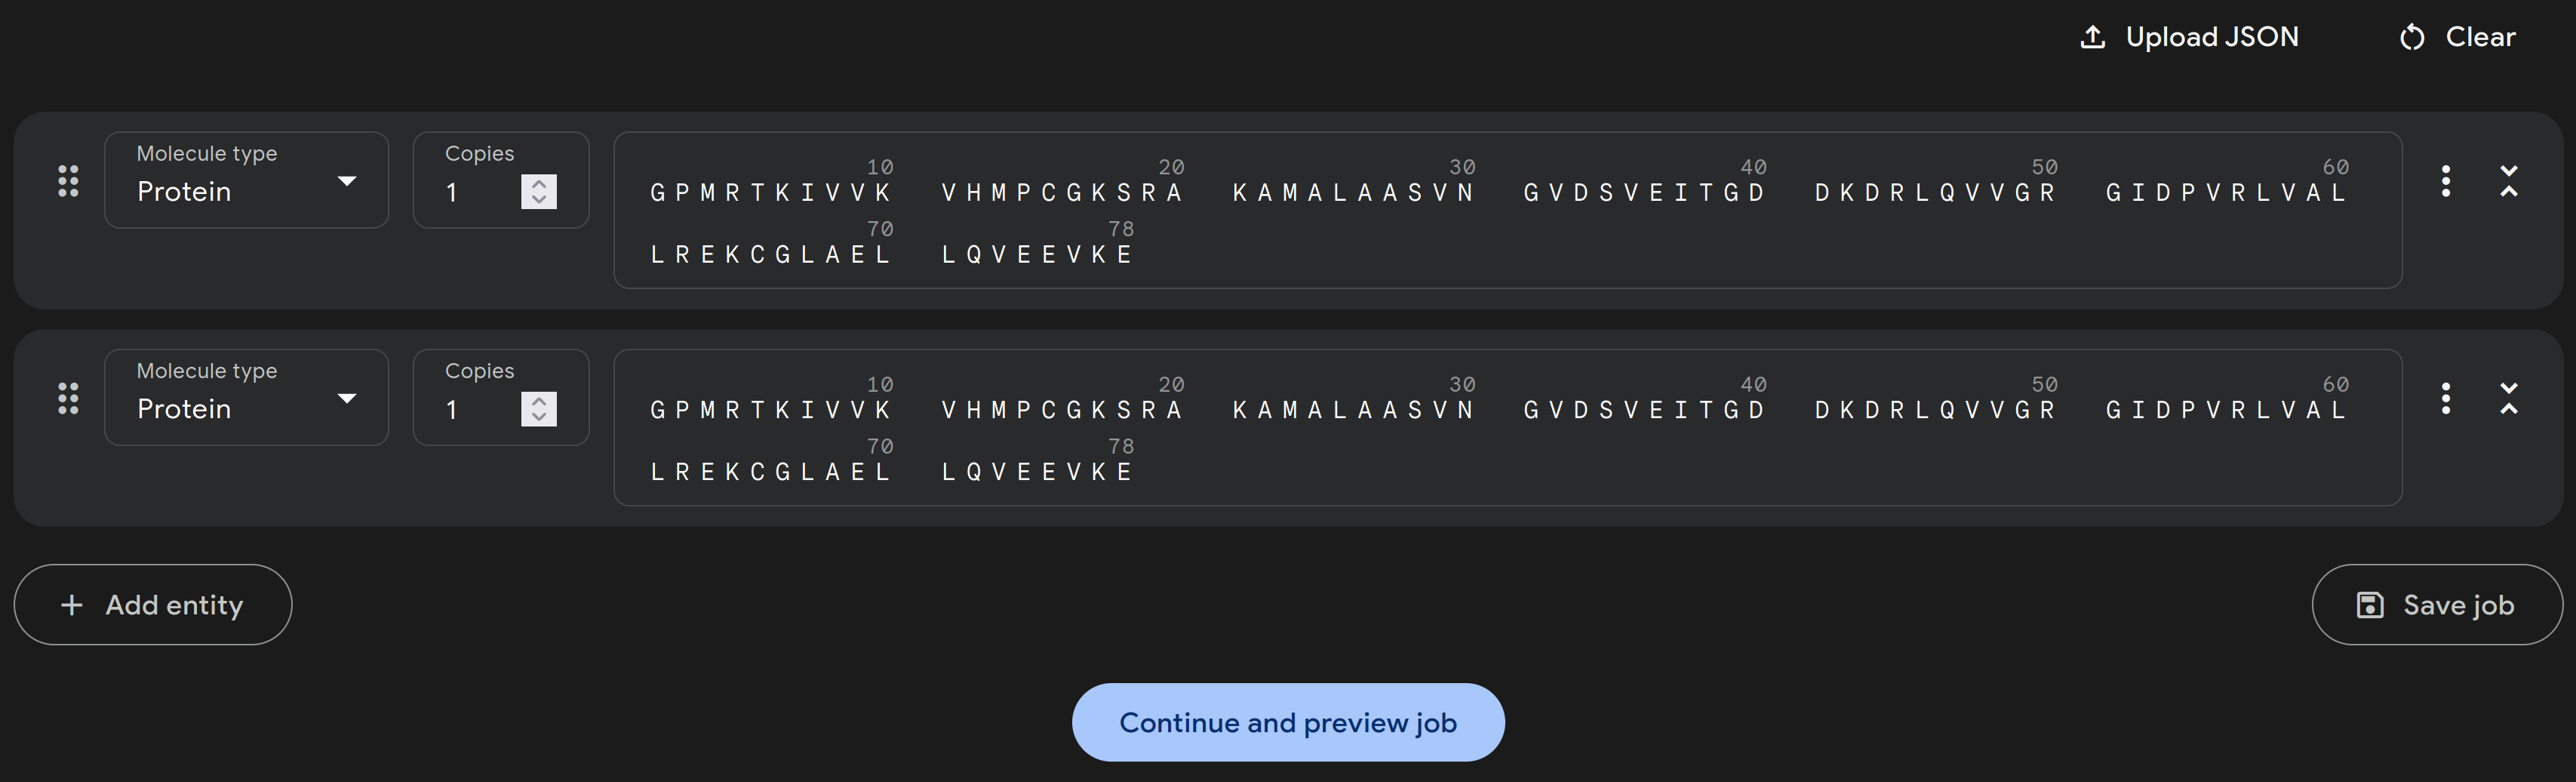 Upload JSON Clear
Molecule type Copies
10 20 30 40 50 60
Protein 1 GPMRTKIVVK VHMPCGKSRA KAMALAASVN GVDSVEITGD DKDRLQVVGR GIDPVRLVAL
70 78
LREKCGLAEL LQVEEVKE
Molecule type Copies
10 20 30 40 50 60
Protein 1 GPMRTKIVVK VHMPCGKSRA KAMALAASVN GVDSVEITGD DKDRLQVVGR GIDPVRLVAL
70 78
LREKCGLAEL LQVEEVKE
+ Add entity Save job
Continue and preview job